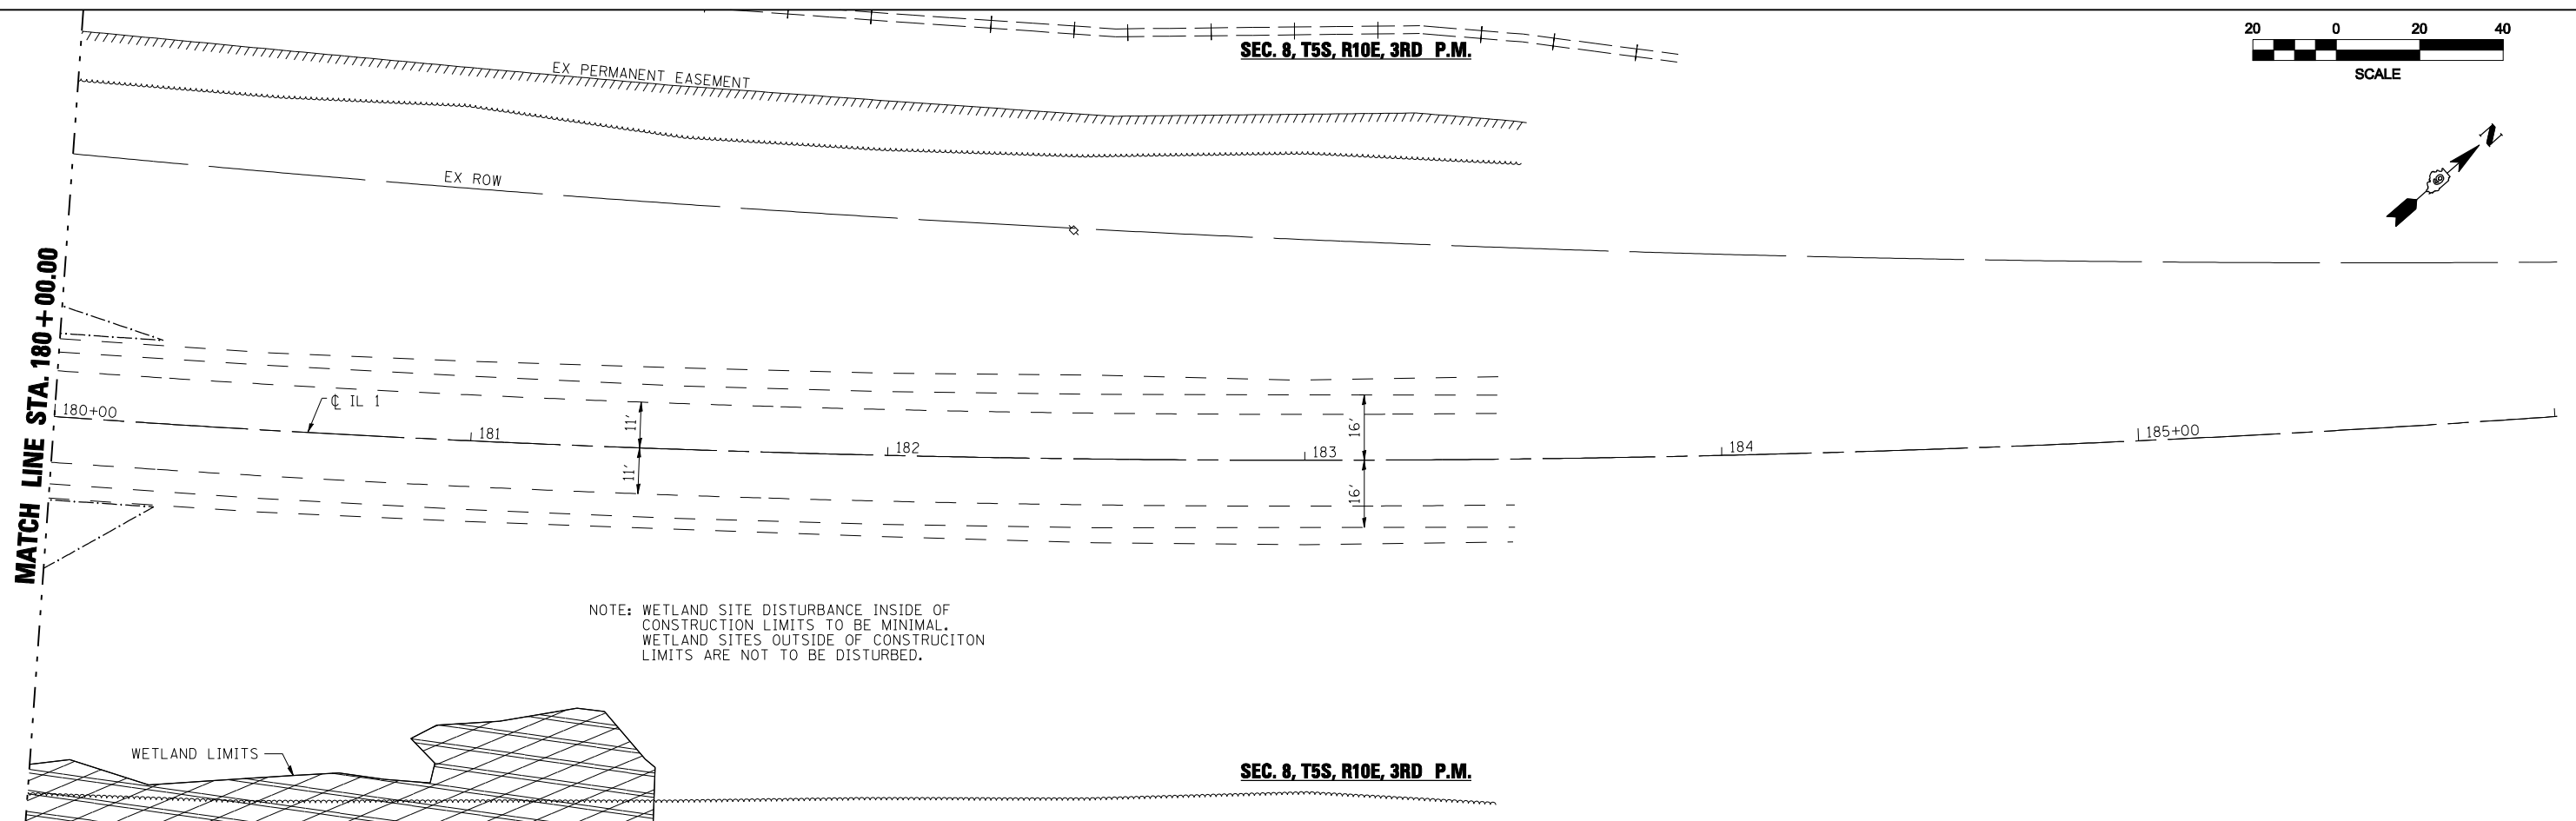 SEC. 8, T5S, R10E, 3RD P.M.
20 0 20 40
SCALE
EX PERMANENT EASEMENT
N
EX ROW
MATCH LINE STA. 180+00.00
180+00
℄ IL 1
181
11'
11'
182
16'
16'
183
184
185+00
NOTE: WETLAND SITE DISTURBANCE INSIDE OF
CONSTRUCTION LIMITS TO BE MINIMAL.
WETLAND SITES OUTSIDE OF CONSTRUCITON
LIMITS ARE NOT TO BE DISTURBED.
WETLAND LIMITS
SEC. 8, T5S, R10E, 3RD P.M.